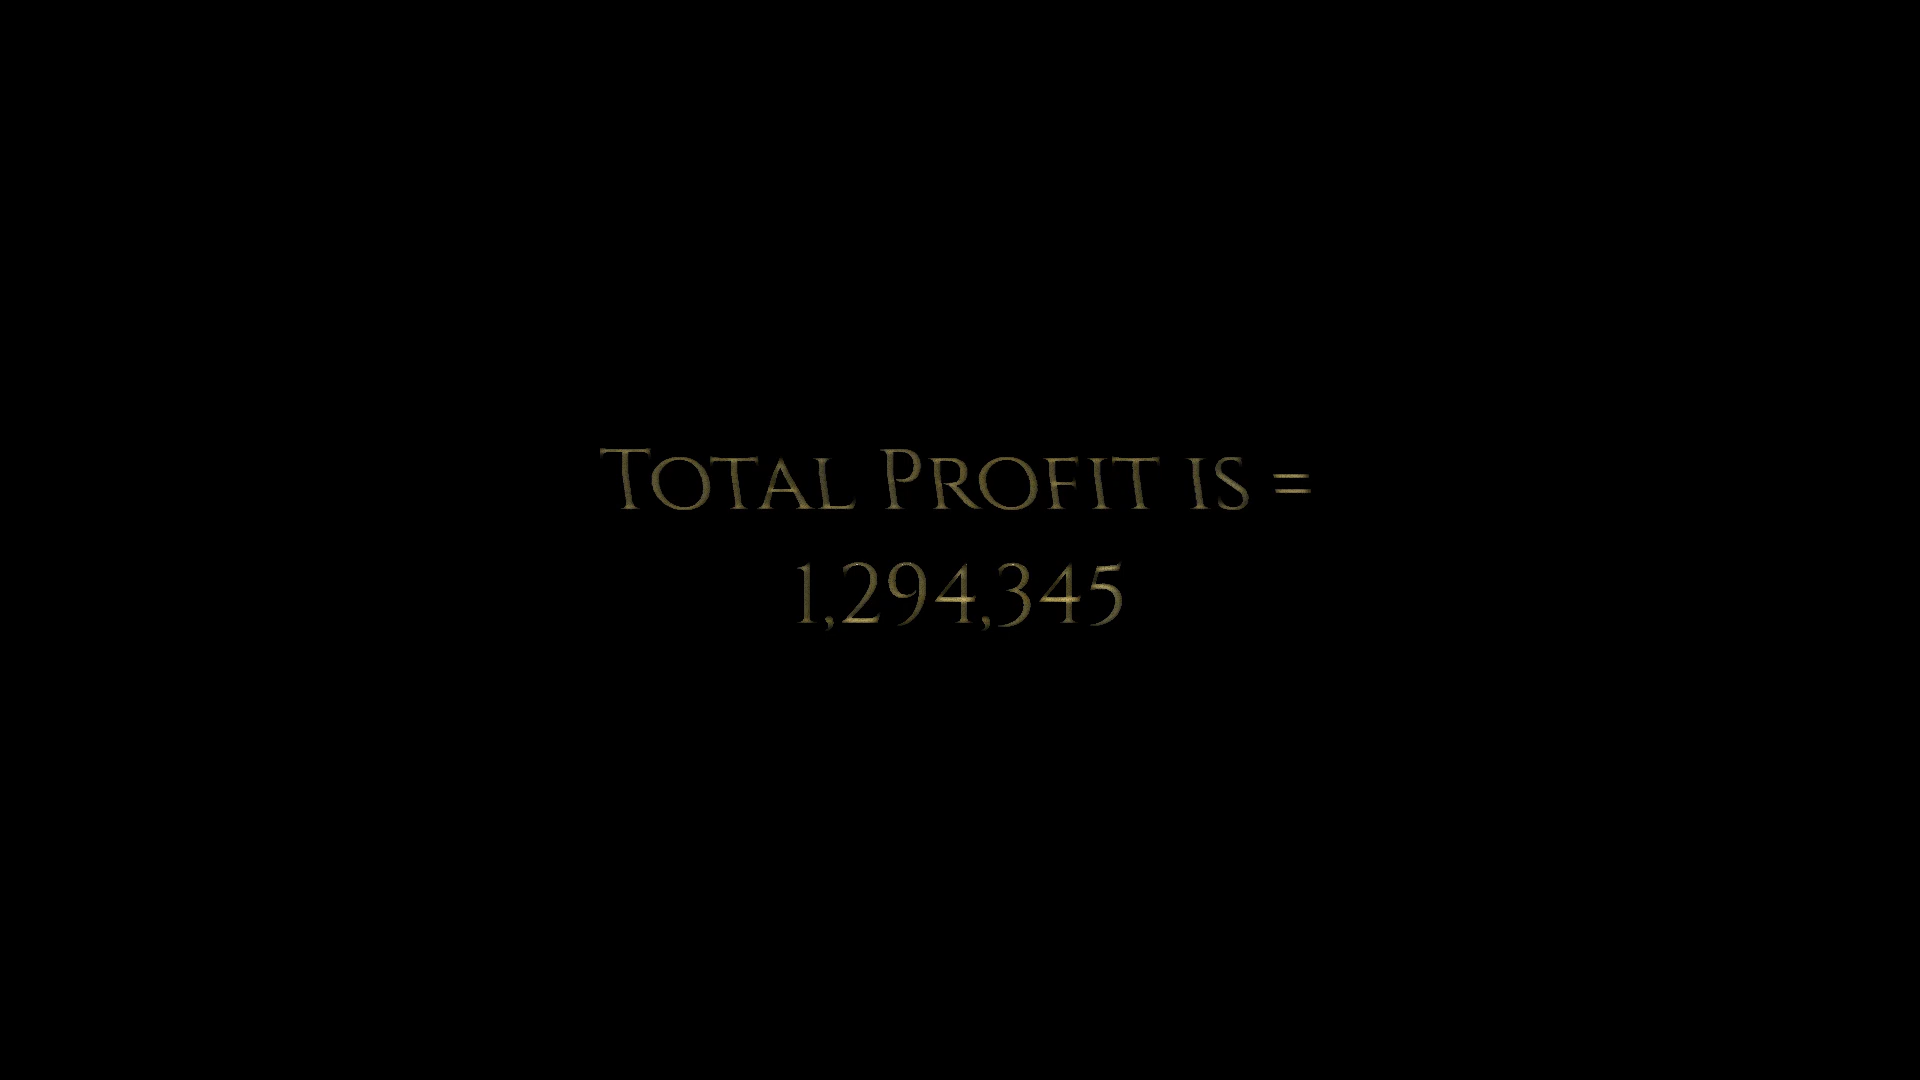 Total Profit is =
1,294,345